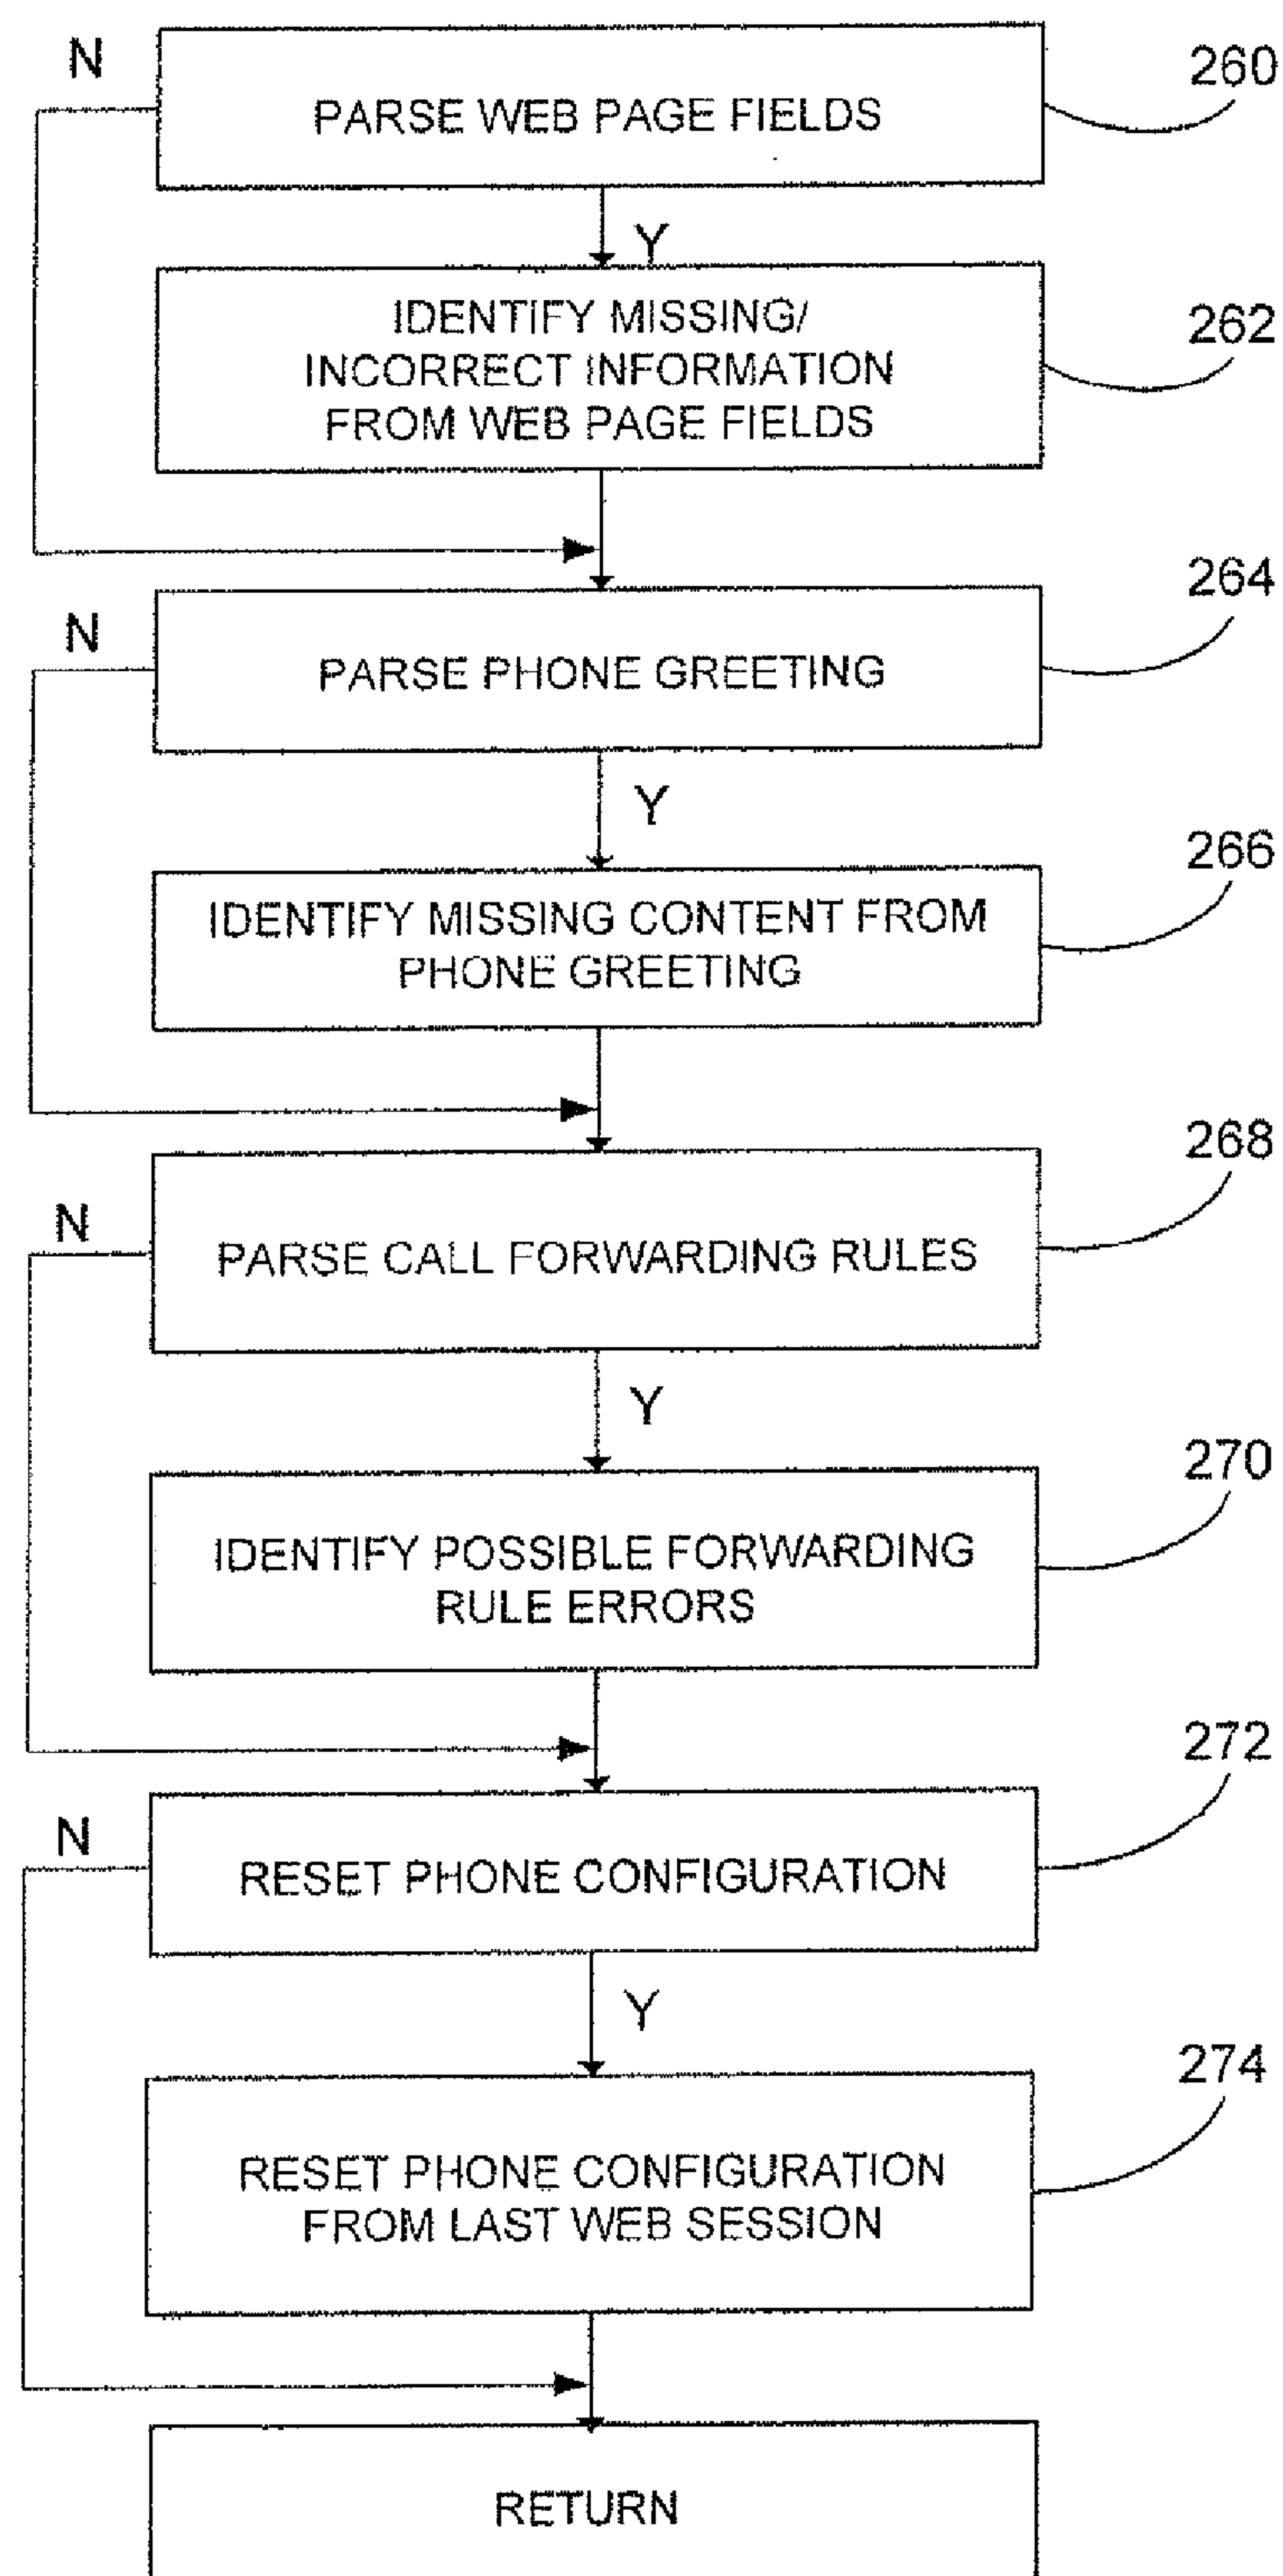 N
260
PARSE WEB PAGE FIELDS
Y
262
IDENTIFY MISSING/
INCORRECT INFORMATION
FROM WEB PAGE FIELDS
264
N
PARSE PHONE GREETING
Y
266
IDENTIFY MISSING CONTENT FROM
PHONE GREETING
268
N
PARSE CALL FORWARDING RULES
Y
270
IDENTIFY POSSIBLE FORWARDING
RULE ERRORS
272
N
RESET PHONE CONFIGURATION
Y
274
RESET PHONE CONFIGURATION
FROM LAST WEB SESSION
RETURN